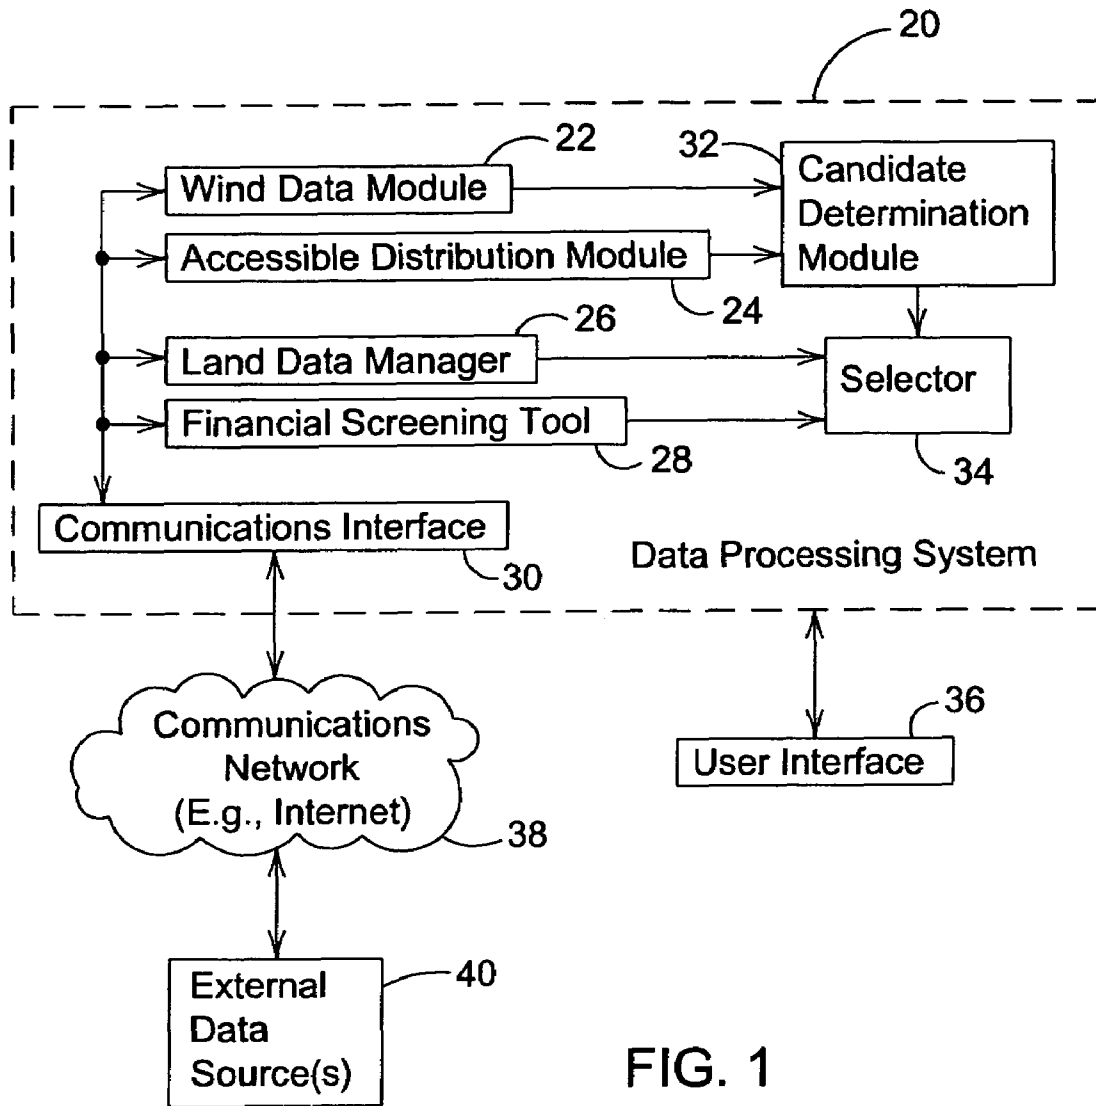 20
22
32
Wind Data Module
Candidate
Determination
Module
Accessible Distribution Module
24
26
Land Data Manager
Selector
Financial Screening Tool
28
34
Communications Interface
30
Data Processing System
Communications
Network
(E.g., Internet)
38
36
User Interface
External
Data
Source(s)
40
FIG. 1